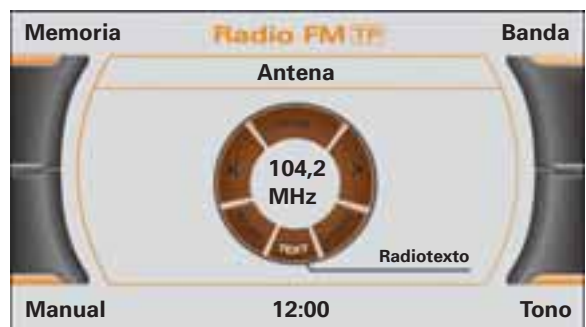 Memoria Radio FM TP Banda
Antena
104,2
MHz
TEXT
Radiotexto
Manual 12:00 Tono